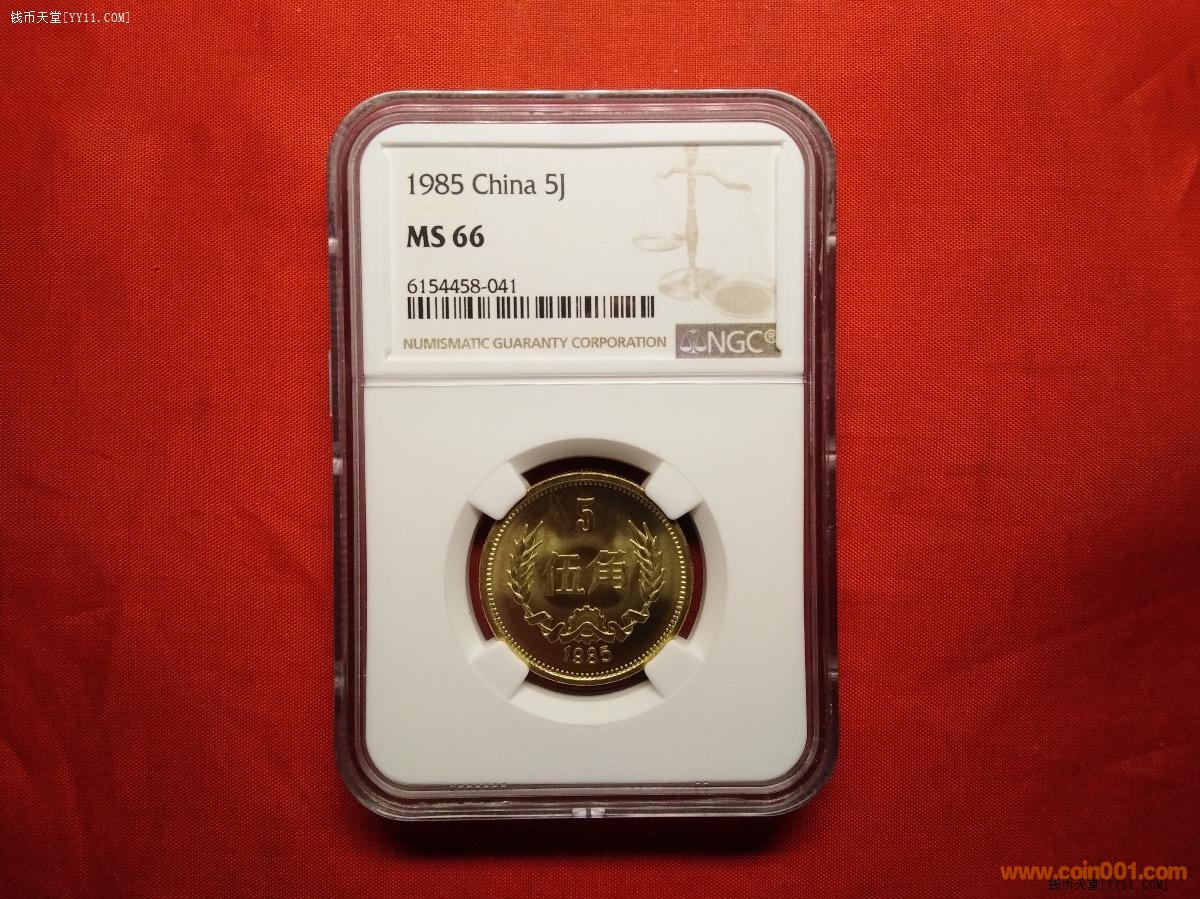 钱币天堂[YY11.COM]
1985 China 5J
MS 66
6154458-041
NUMISMATIC GUARANTY CORPORATION
NGC®
5
伍角
1985
www.coin001.com
钱币天堂[YY11.COM]